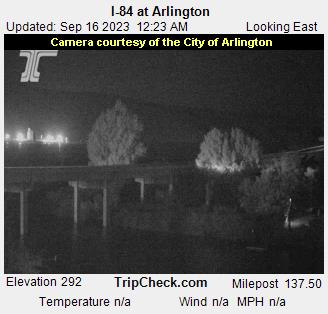 I-84 at Arlington
Updated: Sep 16 2023 12:23 AM Looking East
Camera courtesy of the City of Arlington
Elevation 292 TripCheck.com Milepost 137.50
Temperature n/a Wind n/a MPH n/a